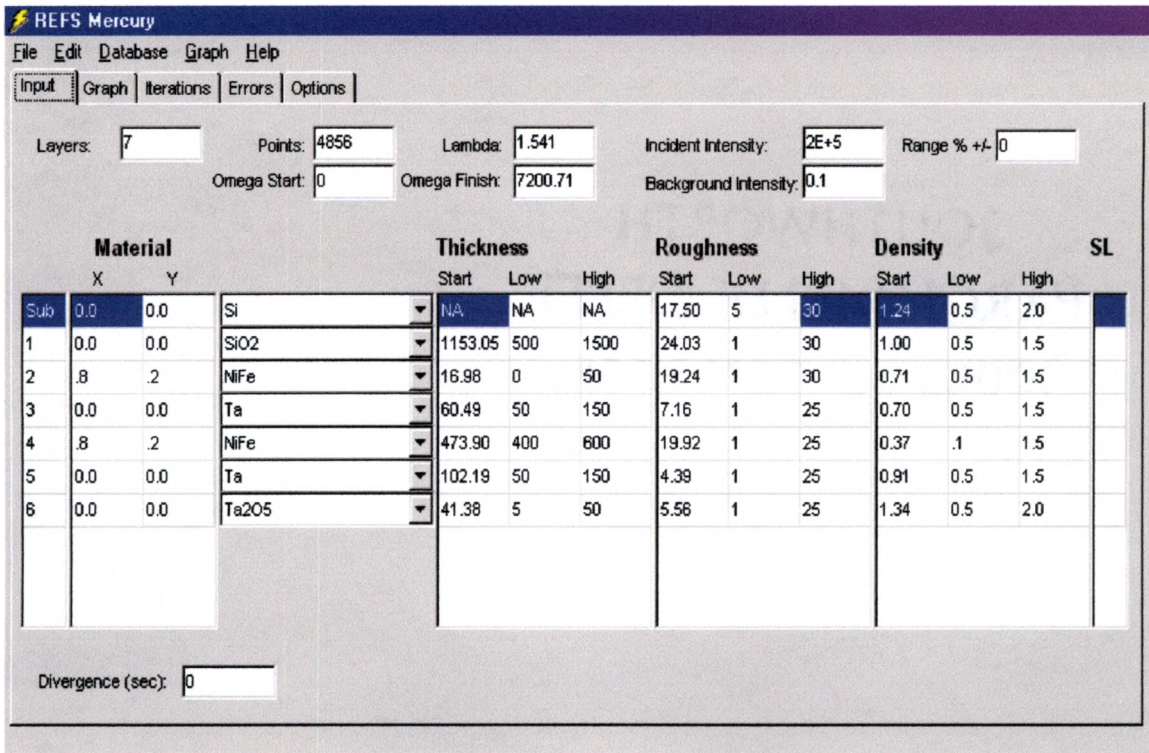 REFS Mercury
File Edit Database Graph Help
Input Graph Iterations Errors Options
Layers: 7 Points: 4856 Lambda: 1.541 Incident Intensity: 2E+5 Range % +/- 0
Omega Start: 0 Omega Finish: 7200.71 Background Intensity: 0.1
Material Thickness Roughness Density SL
X Y Start Low High Start Low High Start Low High
Sub 0.0 0.0 Si NA NA NA 17.50 5 30 1.24 0.5 2.0
1 0.0 0.0 SiO2 1153.05 500 1500 24.03 1 30 1.00 0.5 1.5
2 .8 .2 NiFe 16.98 0 50 19.24 1 30 0.71 0.5 1.5
3 0.0 0.0 Ta 60.49 50 150 7.16 1 25 0.70 0.5 1.5
4 .8 .2 NiFe 473.90 400 600 19.92 1 25 0.37 .1 1.5
5 0.0 0.0 Ta 102.19 50 150 4.39 1 25 0.91 0.5 1.5
6 0.0 0.0 Ta2O5 41.38 5 50 5.56 1 25 1.34 0.5 2.0
Divergence (sec): 0